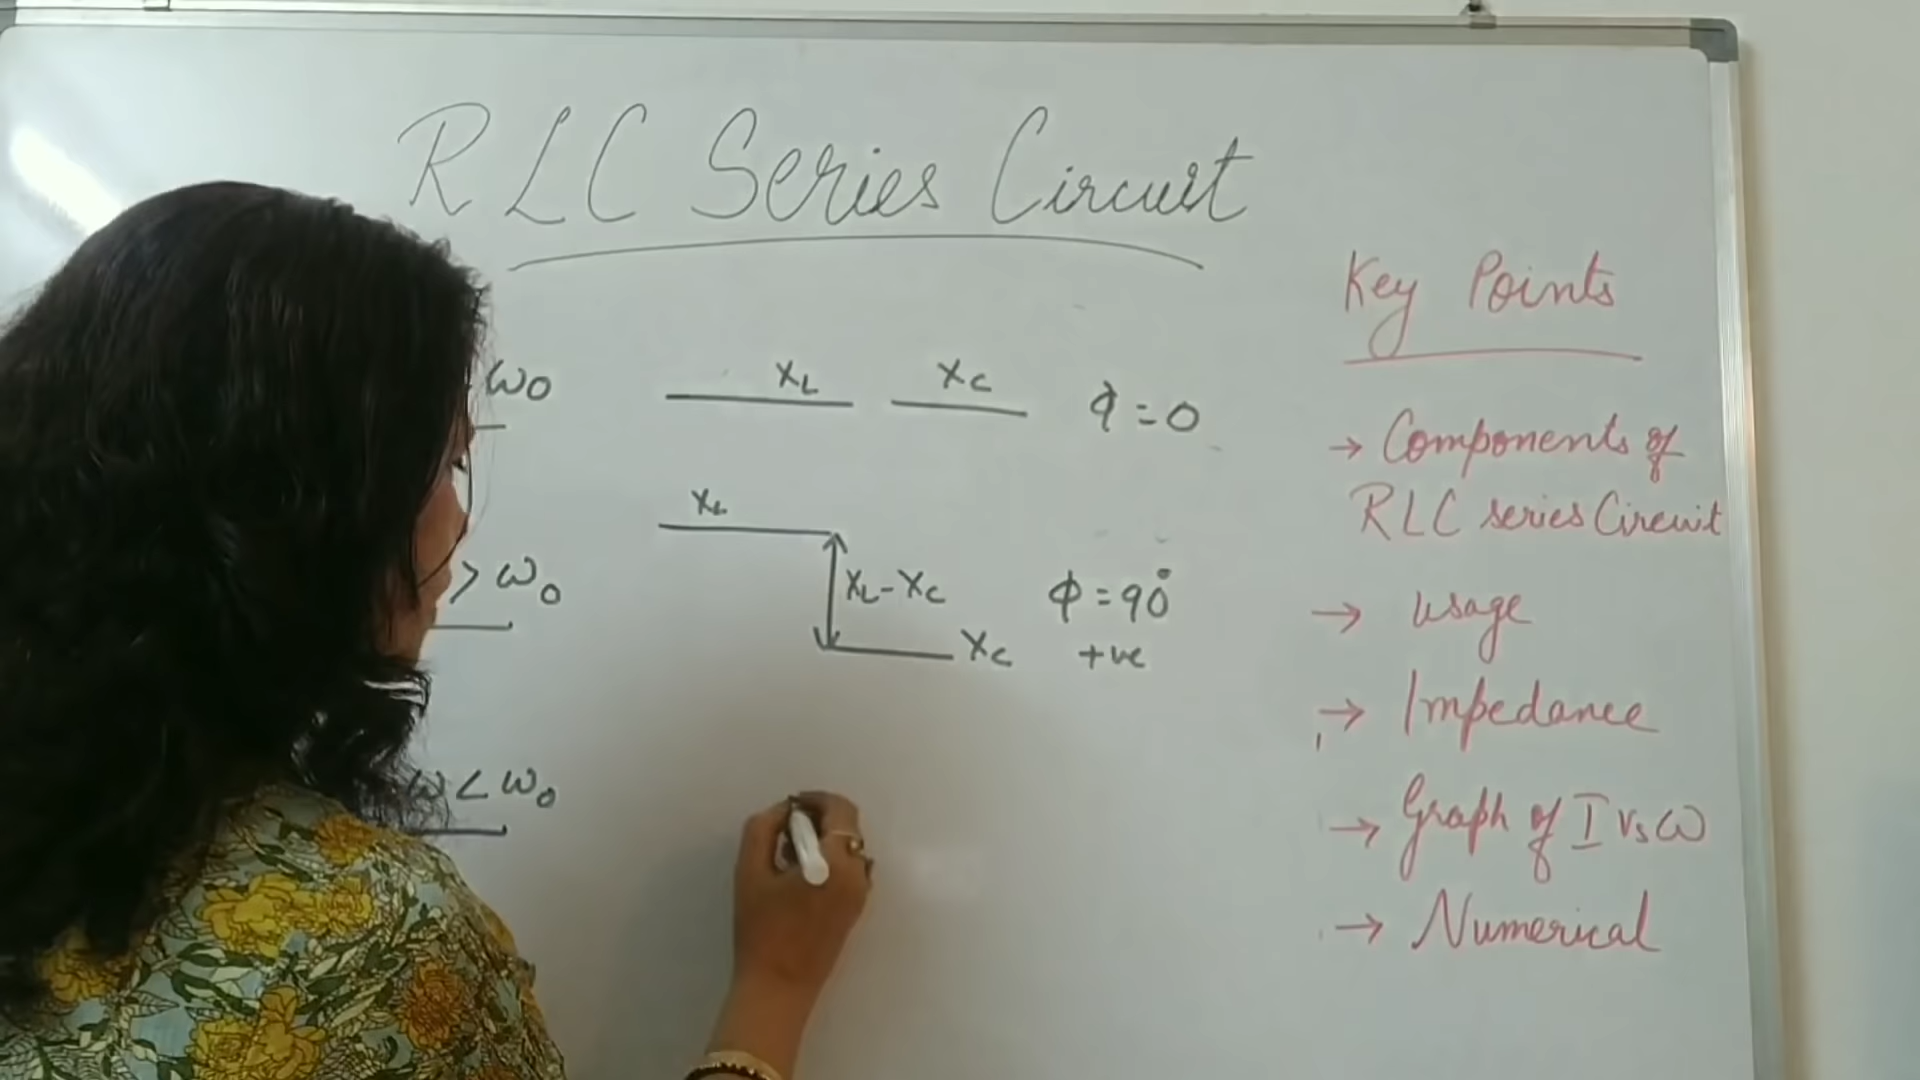 RLC Series Circuit
ω0
XL XC ϕ=0
XL
> ω0
XL-XC
ϕ=90°
XC
+ve
ω<ω0
Key Points
→ Components of
RLC series Circuit
→ Usage
→ Impedance
→ Graph of I vs ω
→ Numerical